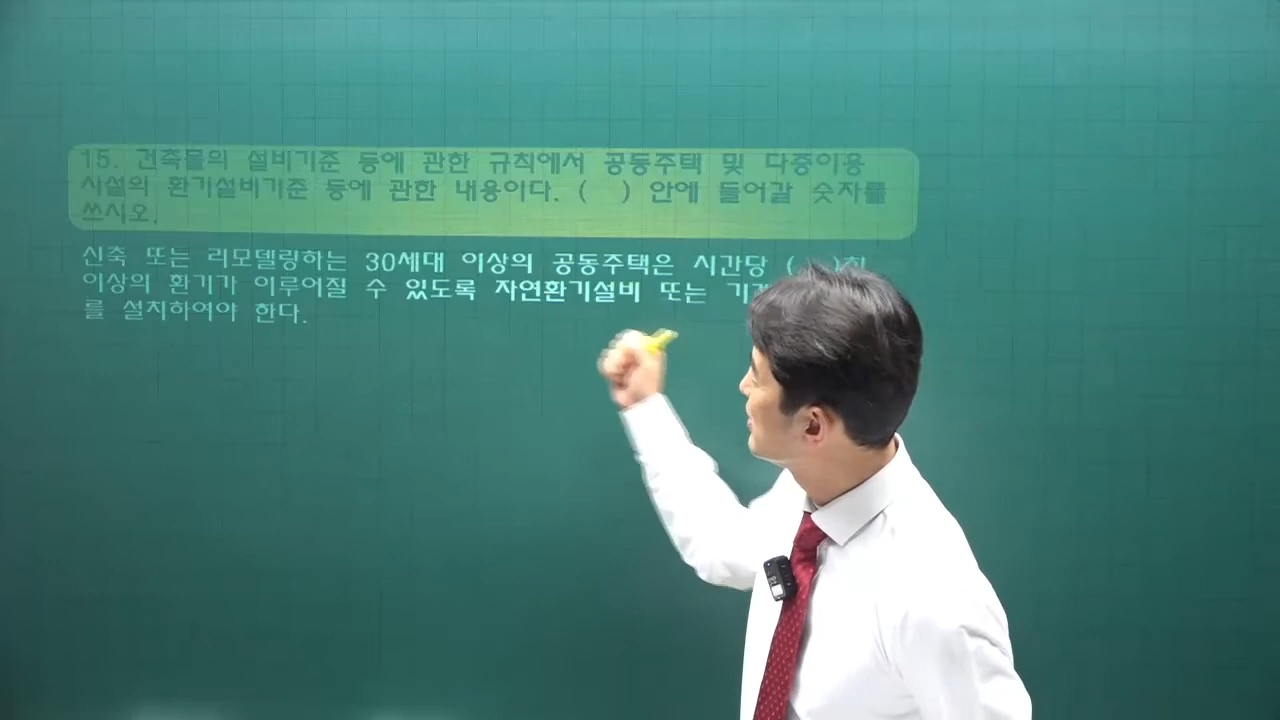 15. 건축물의 설비기준 등에 관한 규칙에서 공동주택 및 다중이용
시설의 환기설비기준 등에 관한 내용이다. (   ) 안에 들어갈 숫자를
쓰시오.
신축 또는 리모델링하는 30세대 이상의 공동주택은 시간당 (   )회
이상의 환기가 이루어질 수 있도록 자연환기설비 또는
를 설치하여야 한다.